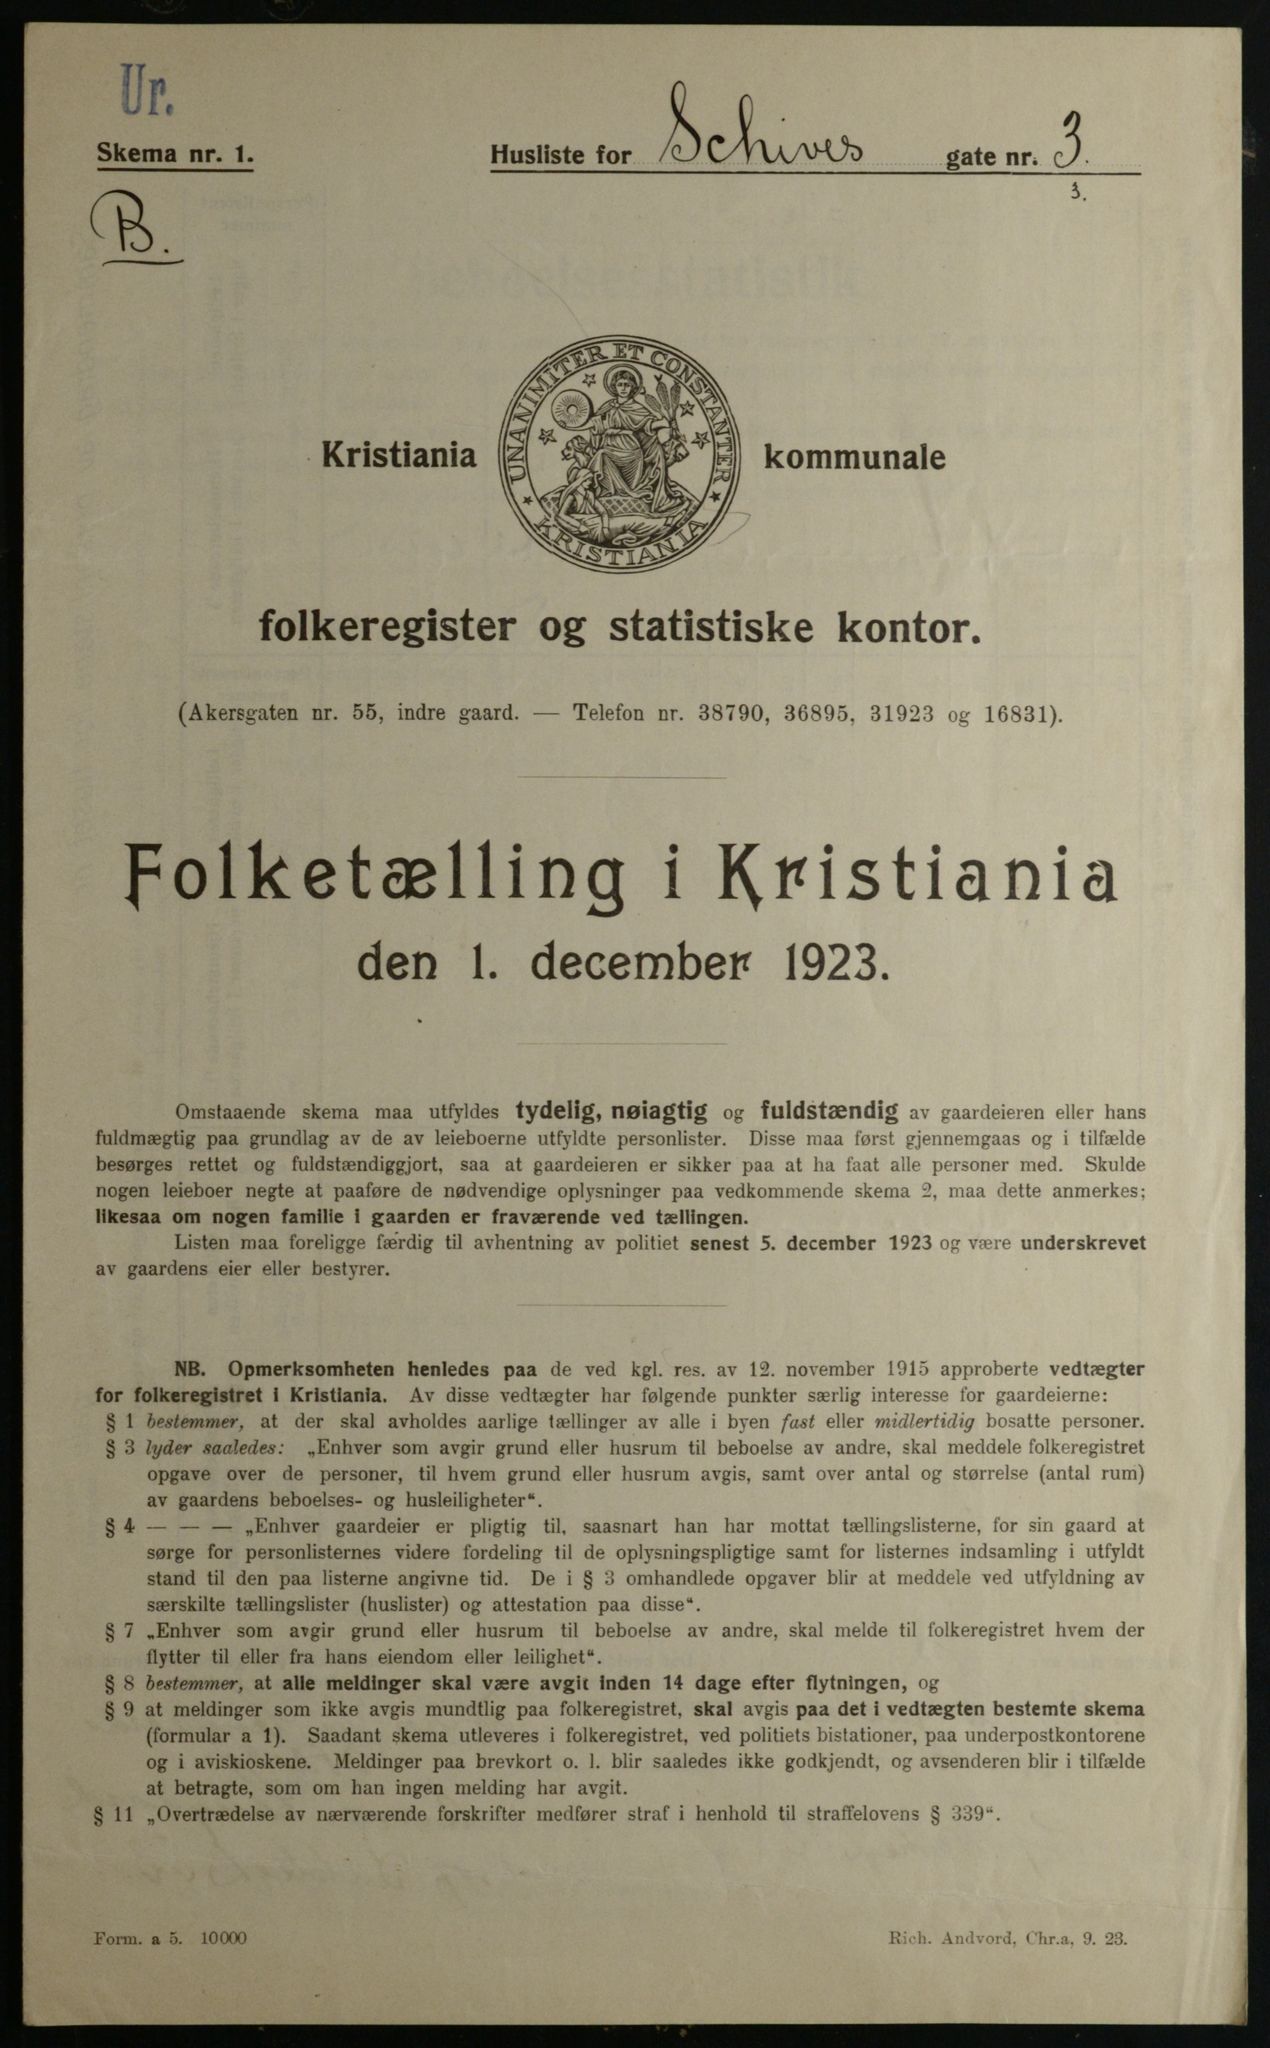 Ur.
Skema nr. 1.
Husliste for Schives gate nr. 3.
3.
B.
UNANIMITER ET CONSTANTER
KRISTIANIA
Kristiania kommunale
folkeregister og statistiske kontor.
(Akersgaten nr. 55, indre gaard. — Telefon nr. 38790, 36895, 31923 og 16831).
Folketælling i Kristiania
den 1. december 1923.
Omstaaende skema maa utfyldes tydelig, nøiagtig og fuldstændig av gaardeieren eller hans
fuldmægtig paa grundlag av de av leieboerne utfyldte personlister. Disse maa først gjennemgaas og i tilfælde
besørges rettet og fuldstændiggjort, saa at gaardeieren er sikker paa at ha faat alle personer med. Skulde
nogen leieboer negte at paaføre de nødvendige oplysninger paa vedkommende skema 2, maa dette anmerkes;
likesaa om nogen familie i gaarden er fraværende ved tællingen.
Listen maa foreligge færdig til avhentning av politiet senest 5. december 1923 og være underskrevet
av gaardens eier eller bestyrer.
NB. Opmerksomheten henledes paa de ved kgl. res. av 12. november 1915 approberte vedtægter
for folkeregistret i Kristiania. Av disse vedtægter har følgende punkter særlig interesse for gaardeierne:
§ 1 bestemmer, at der skal avholdes aarlige tællinger av alle i byen fast eller midlertidig bosatte personer.
§ 3 lyder saaledes: „Enhver som avgir grund eller husrum til beboelse av andre, skal meddele folkeregistret
opgave over de personer, til hvem grund eller husrum avgis, samt over antal og størrelse (antal rum)
av gaardens beboelses- og husleiligheter“.
§ 4 — — — „Enhver gaardeier er pligtig til, saasnart han har mottat tællingslisterne, for sin gaard at
sørge for personlisternes videre fordeling til de oplysningspligtige samt for listernes indsamling i utfyldt
stand til den paa listerne angivne tid. De i § 3 omhandlede opgaver blir at meddele ved utfyldning av
særskilte tællingslister (huslister) og attestation paa disse“.
§ 7 „Enhver som avgir grund eller husrum til beboelse av andre, skal melde til folkeregistret hvem der
flytter til eller fra hans eiendom eller leilighet“.
§ 8 bestemmer, at alle meldinger skal være avgit inden 14 dage efter flytningen, og
§ 9 at meldinger som ikke avgis mundtlig paa folkeregistret, skal avgis paa det i vedtægten bestemte skema
(formular a 1). Saadant skema utleveres i folkeregistret, ved politiets bistationer, paa underpostkontorene
og i aviskioskene. Meldinger paa brevkort o. l. blir saaledes ikke godkjendt, og avsenderen blir i tilfælde
at betragte, som om han ingen melding har avgit.
§ 11 „Overtrædelse av nærværende forskrifter medfører straf i henhold til straffelovens § 339“.
Form. a 5. 10000
Rich. Andvord, Chr.a, 9. 23.